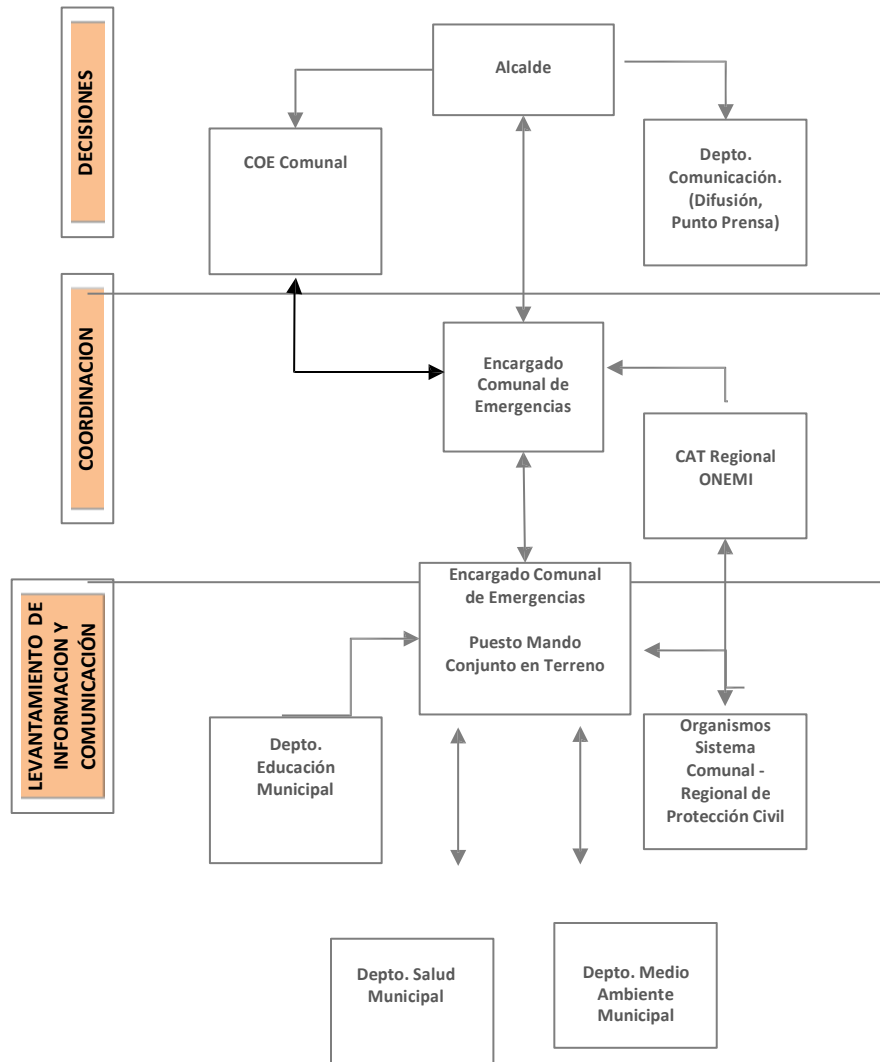 DECISIONES
Alcalde
COE Comunal
Depto.
Comunicación.
(Difusión,
Punto Prensa)
COORDINACION
Encargado
Comunal de
Emergencias
CAT Regional
ONEMI
LEVANTAMIENTO DE
INFORMACION Y
COMUNICACIÓN
Encargado Comunal
de Emergencias
Puesto Mando
Conjunto en Terreno
Depto.
Educación
Municipal
Organismos
Sistema
Comunal -
Regional de
Protección Civil
Depto. Salud
Municipal
Depto. Medio
Ambiente
Municipal